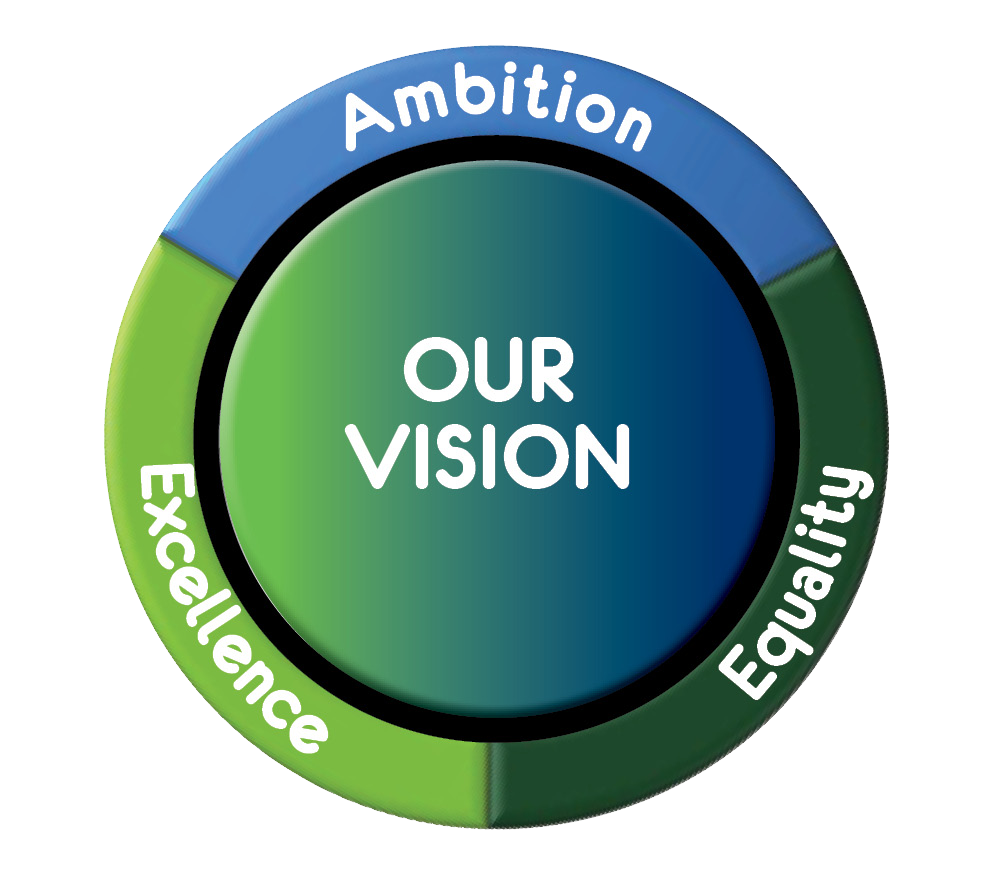 Ambition
OUR
VISION
Excellence
Equality